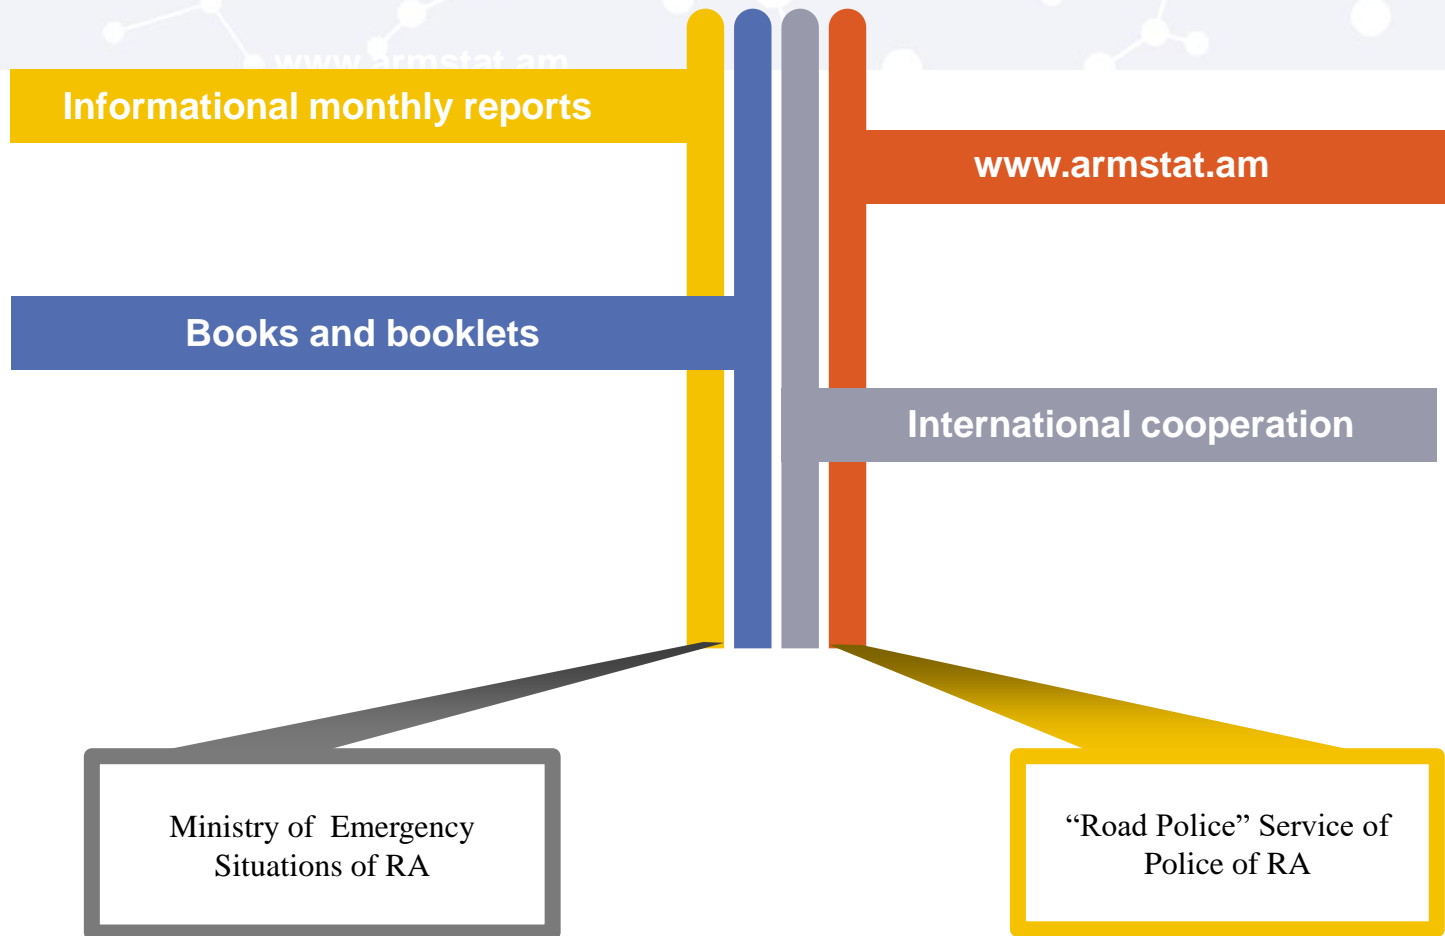 www.armstat.am
Informational monthly reports
www.armstat.am
Books and booklets
International cooperation
Ministry of Emergency
Situations of RA
“Road Police” Service of
Police of RA